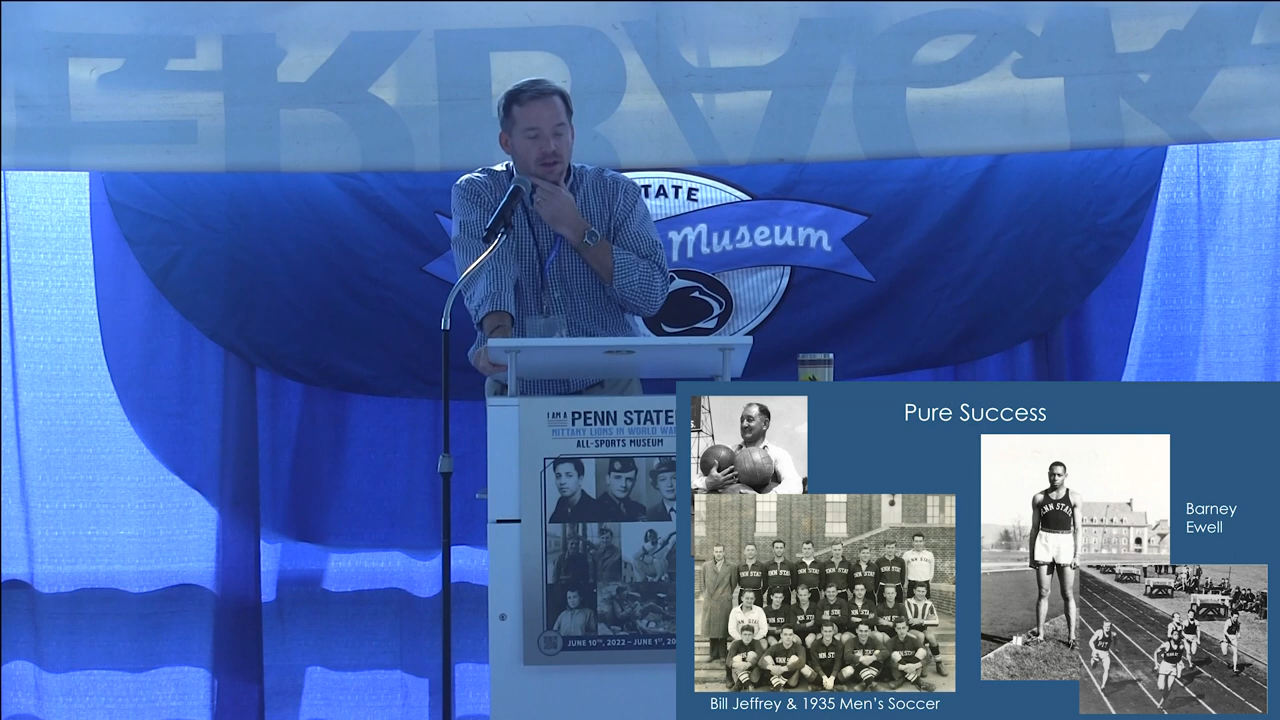 STATE
Museum
I AM A PENN STATE
NITTANY LIONS IN WORLD WAR
ALL-SPORTS MUSEUM
JUNE 10TH, 2022 – JUNE 1ST, 20
Pure Success
Barney
Ewell
Bill Jeffrey & 1935 Men's Soccer